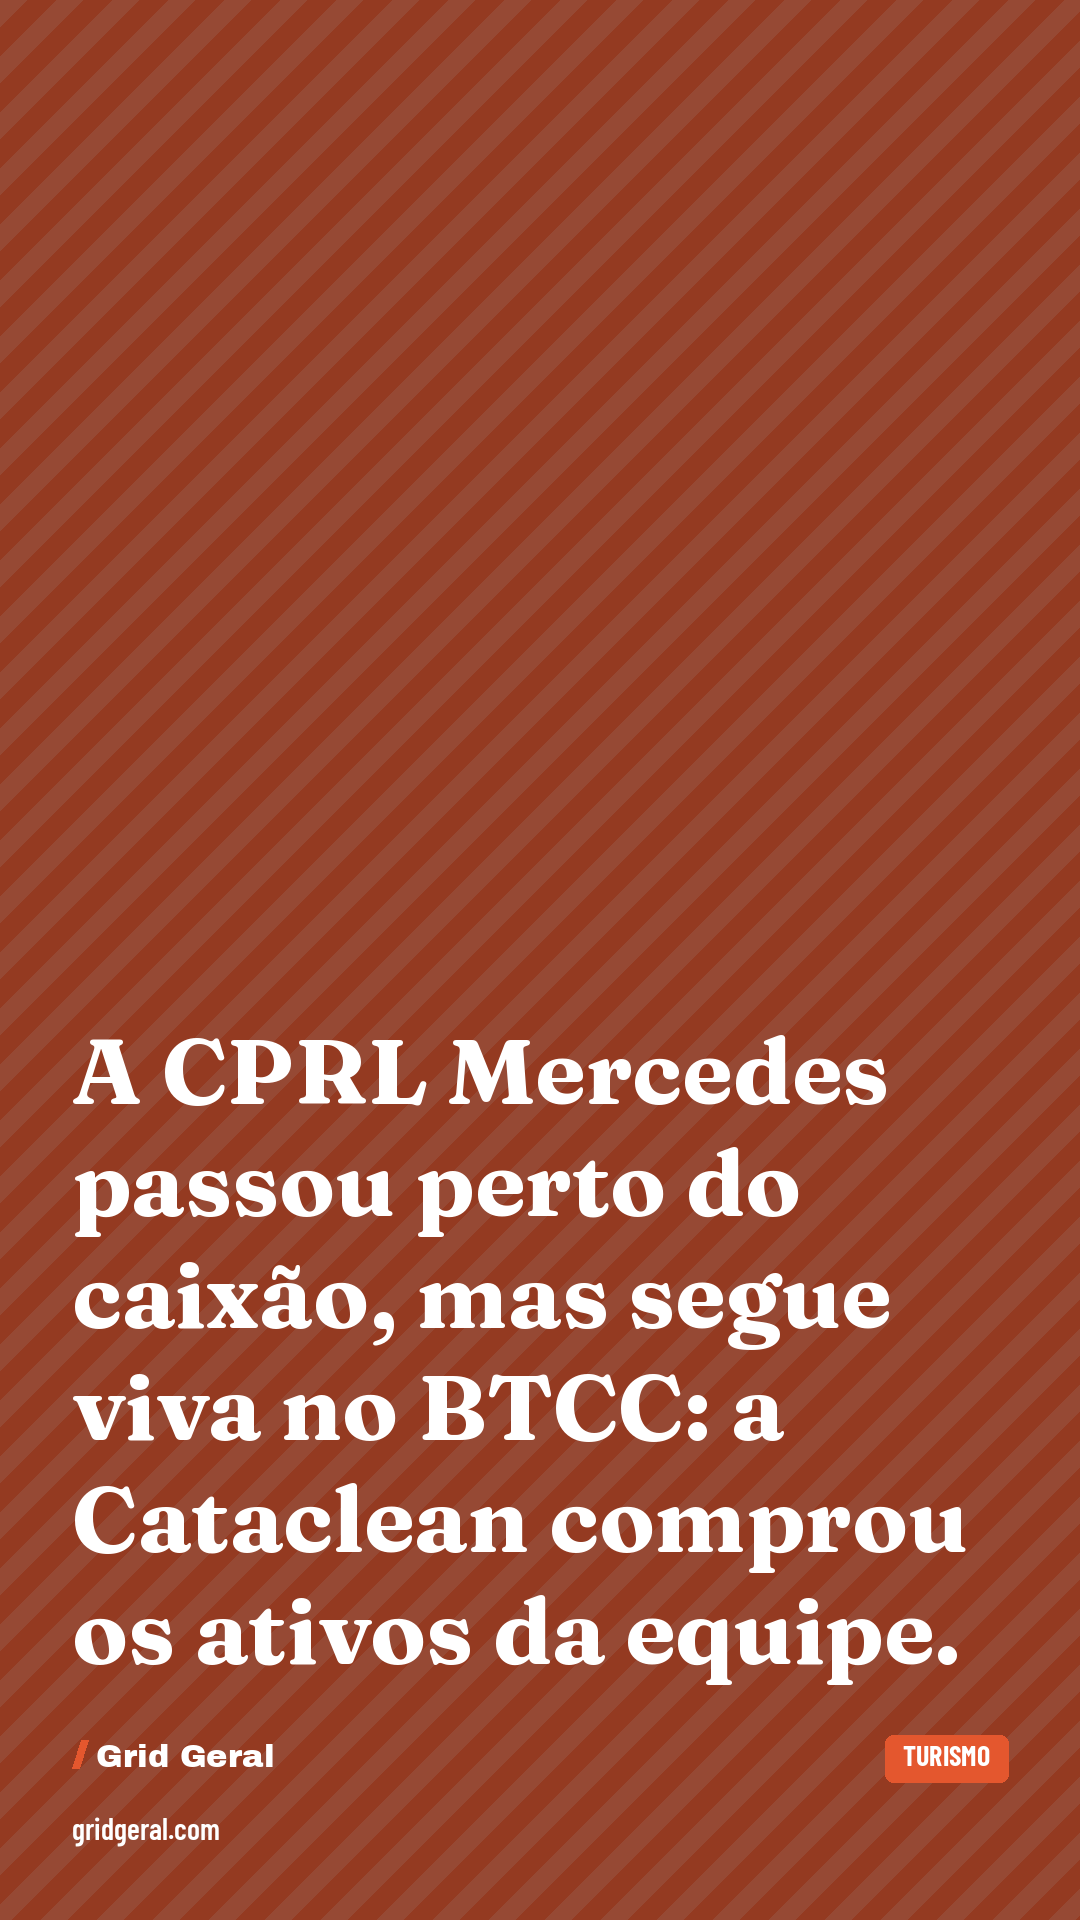 A CPRL Mercedes
passou perto do
caixão, mas segue
viva no BTCC: a
Cataclean comprou
os ativos da equipe.
Grid Geral
TURISMO
gridgeral.com